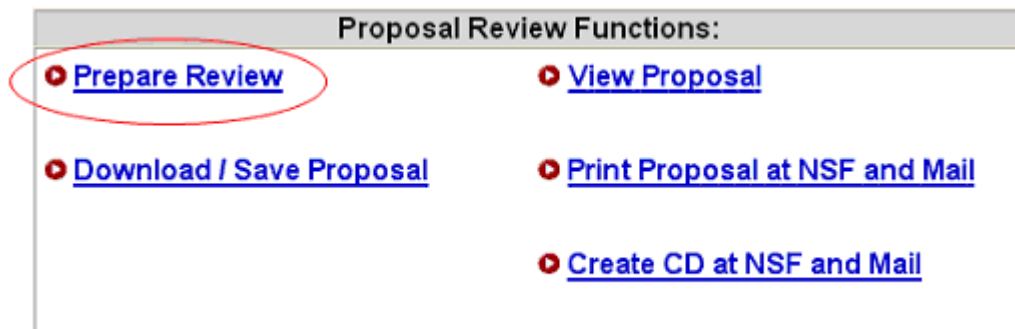 Proposal Review Functions:
Prepare Review
View Proposal
Download / Save Proposal
Print Proposal at NSF and Mail
Create CD at NSF and Mail